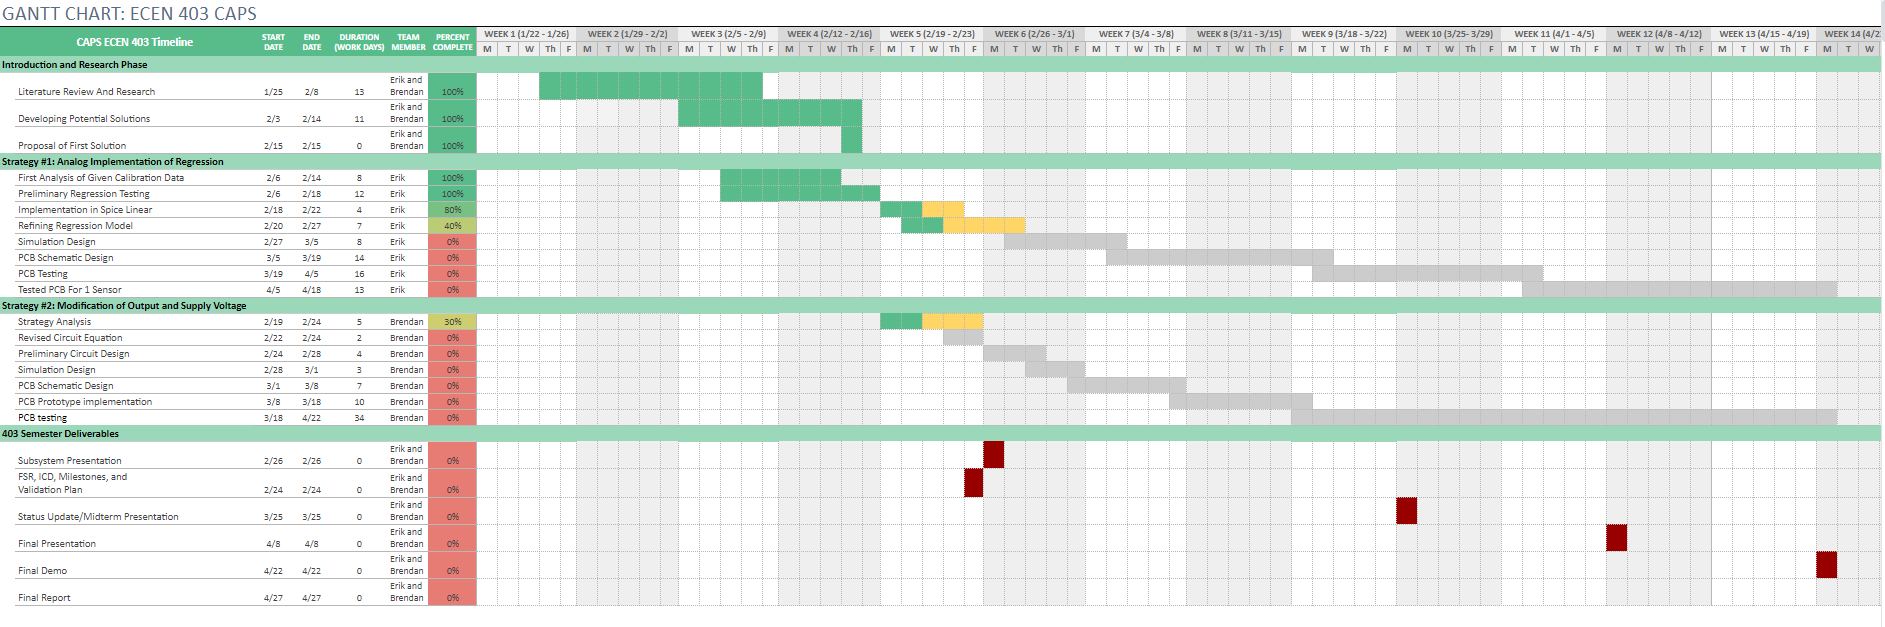 GANTT CHART: ECEN 403 CAPS
CAPS ECEN 403 Timeline START DATE END DATE DURATION (WORK DAYS) TEAM MEMBER PERCENT COMPLETE WEEK 1 (1/22 - 1/26) WEEK 2 (1/29 - 2/2) WEEK 3 (2/5 - 2/9) WEEK 4 (2/12 - 2/16) WEEK 5 (2/19 - 2/23) WEEK 6 (2/26 - 3/1) WEEK 7 (3/4 - 3/8) WEEK 8 (3/11 - 3/15) WEEK 9 (3/18 - 3/22) WEEK 10 (3/25- 3/29) WEEK 11 (4/1 - 4/5) WEEK 12 (4/8 - 4/12) WEEK 13 (4/15 - 4/19) WEEK 14 (4/2
M T W Th F M T W Th F M T W Th F M T W Th F M T W Th F M T W Th F M T W Th F M T W Th F M T W Th F M T W Th F M T W Th F M T W Th F M T W Th F M T W
Introduction and Research Phase
Literature Review And Research 1/25 2/8 13 Erik and Brendan 100%
Developing Potential Solutions 2/3 2/14 11 Erik and Brendan 100%
Proposal of First Solution 2/15 2/15 0 Erik and Brendan 100%
Strategy #1: Analog Implementation of Regression
First Analysis of Given Calibration Data 2/6 2/14 8 Erik 100%
Preliminary Regression Testing 2/6 2/18 12 Erik 100%
Implementation in Spice Linear 2/18 2/22 4 Erik 80%
Refining Regression Model 2/20 2/27 7 Erik 40%
Simulation Design 2/27 3/5 8 Erik 0%
PCB Schematic Design 3/5 3/19 14 Erik 0%
PCB Testing 3/19 4/5 16 Erik 0%
Tested PCB For 1 Sensor 4/5 4/18 13 Erik 0%
Strategy #2: Modification of Output and Supply Voltage
Strategy Analysis 2/19 2/24 5 Brendan 30%
Revised Circuit Equation 2/22 2/24 2 Brendan 0%
Preliminary Circuit Design 2/24 2/28 4 Brendan 0%
Simulation Design 2/28 3/1 3 Brendan 0%
PCB Schematic Design 3/1 3/8 7 Brendan 0%
PCB Prototype implementation 3/8 3/18 10 Brendan 0%
PCB testing 3/18 4/22 34 Brendan 0%
403 Semester Deliverables
Subsystem Presentation 2/26 2/26 0 Erik and Brendan 0%
FSR, ICD, Milestones, and
Validation Plan 2/24 2/24 0 Erik and Brendan 0%
Status Update/Midterm Presentation 3/25 3/25 0 Erik and Brendan 0%
Final Presentation 4/8 4/8 0 Erik and Brendan 0%
Final Demo 4/22 4/22 0 Erik and Brendan 0%
Final Report 4/27 4/27 0 Erik and Brendan 0%